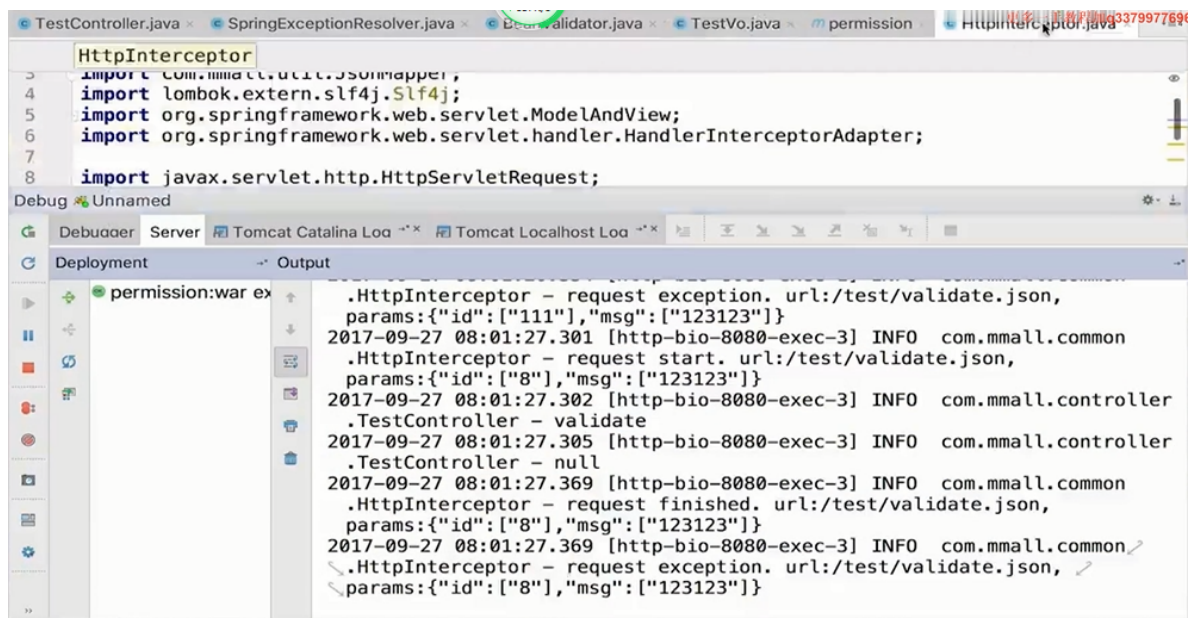 TestController.java × SpringExceptionResolver.java × Validator.java × TestVo.java × permission
HttpInterceptor
3 import com.mmall.util.JsonMapper;
4 import lombok.extern.slf4j.Slf4j;
5 import org.springframework.web.servlet.ModelAndView;
6 import org.springframework.web.servlet.handler.HandlerInterceptorAdapter;
7
8 import javax.servlet.http.HttpServletRequest;
Debug Unnamed
Debugger Server Tomcat Catalina Log Tomcat Localhost Log
Deployment Output
permission:war ex
.HttpInterceptor – request exception. url:/test/validate.json,
params:{"id":["111"],"msg":["123123"]}
2017-09-27 08:01:27.301 [http-bio-8080-exec-3] INFO com.mmall.common
.HttpInterceptor – request start. url:/test/validate.json,
params:{"id":["8"],"msg":["123123"]}
2017-09-27 08:01:27.302 [http-bio-8080-exec-3] INFO com.mmall.controller
.TestController – validate
2017-09-27 08:01:27.305 [http-bio-8080-exec-3] INFO com.mmall.controller
.TestController – null
2017-09-27 08:01:27.369 [http-bio-8080-exec-3] INFO com.mmall.common
.HttpInterceptor – request finished. url:/test/validate.json,
params:{"id":["8"],"msg":["123123"]}
2017-09-27 08:01:27.369 [http-bio-8080-exec-3] INFO com.mmall.common
.HttpInterceptor – request exception. url:/test/validate.json,
params:{"id":["8"],"msg":["123123"]}